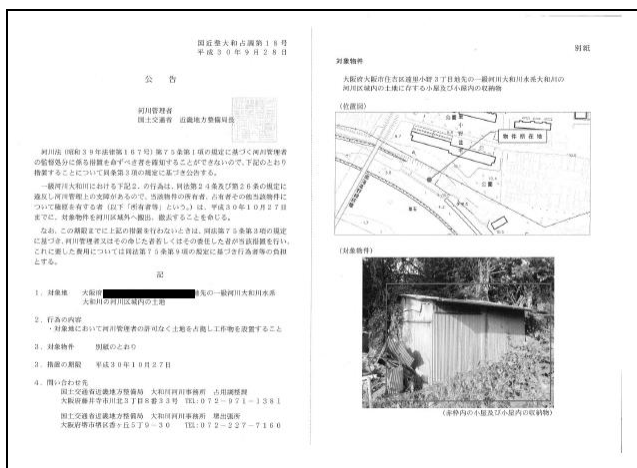 国近整大和占調第18号
平成30年9月28日
公告
河川管理者
国土交通省 近畿地方整備局長
河川法(昭和39年法律第167号)第75条第1項の規定に基づく河川管理者
の監督処分に係る措置を命ずべき者を確知することができないので、下記のとおり
措置することについて同条第3項の規定に基づき公告する。
一級河川大和川における下記2.の行為は、同法第24条及び第26条の規定に
違反し河川管理上の支障があるので、当該物件の所有者、占有者その他当該物件に
ついて権原を有する者(以下「所有者等」という。)は、平成30年10月27日
までに、対象物件を河川区域外へ搬出、撤去することを命じる。
なお、この期限までに上記の措置を行わないときは、同法第75条第3項の規定
に基づき、河川管理者又はその命じた者若しくはその委任した者が当該措置を行い、
これに要した費用については同法第75条第9項の規定に基づき行為者等の負担
とする。
記
1.対象地 大阪府
地先の一級河川大和川水系
大和川の河川区域内の土地
2.行為の内容
・対象地において河川管理者の許可なく土地を占拠し工作物を設置すること
3.対象物件 別紙のとおり
3.措置の期限 平成30年10月27日
4.問い合わせ先
国土交通省近畿地方整備局 大和川河川事務所 占用調整課
大阪府藤井寺市川北3丁目8番33号 TEL:072-971-1381
国土交通省近畿地方整備局 大和川河川事務所 堺出張所
大阪府堺市堺区香ヶ丘5丁9-30 TEL:072-227-7166
別紙
対象物件
大阪府大阪市住吉区遠里小野3丁目地先の一級河川大和川水系大和川の
河川区域内の土地に存する小屋及び小屋内の収納物
(位置図)
公園
物件所在地
公園
(対象物件)
(赤枠内の小屋及び小屋内の収納物)